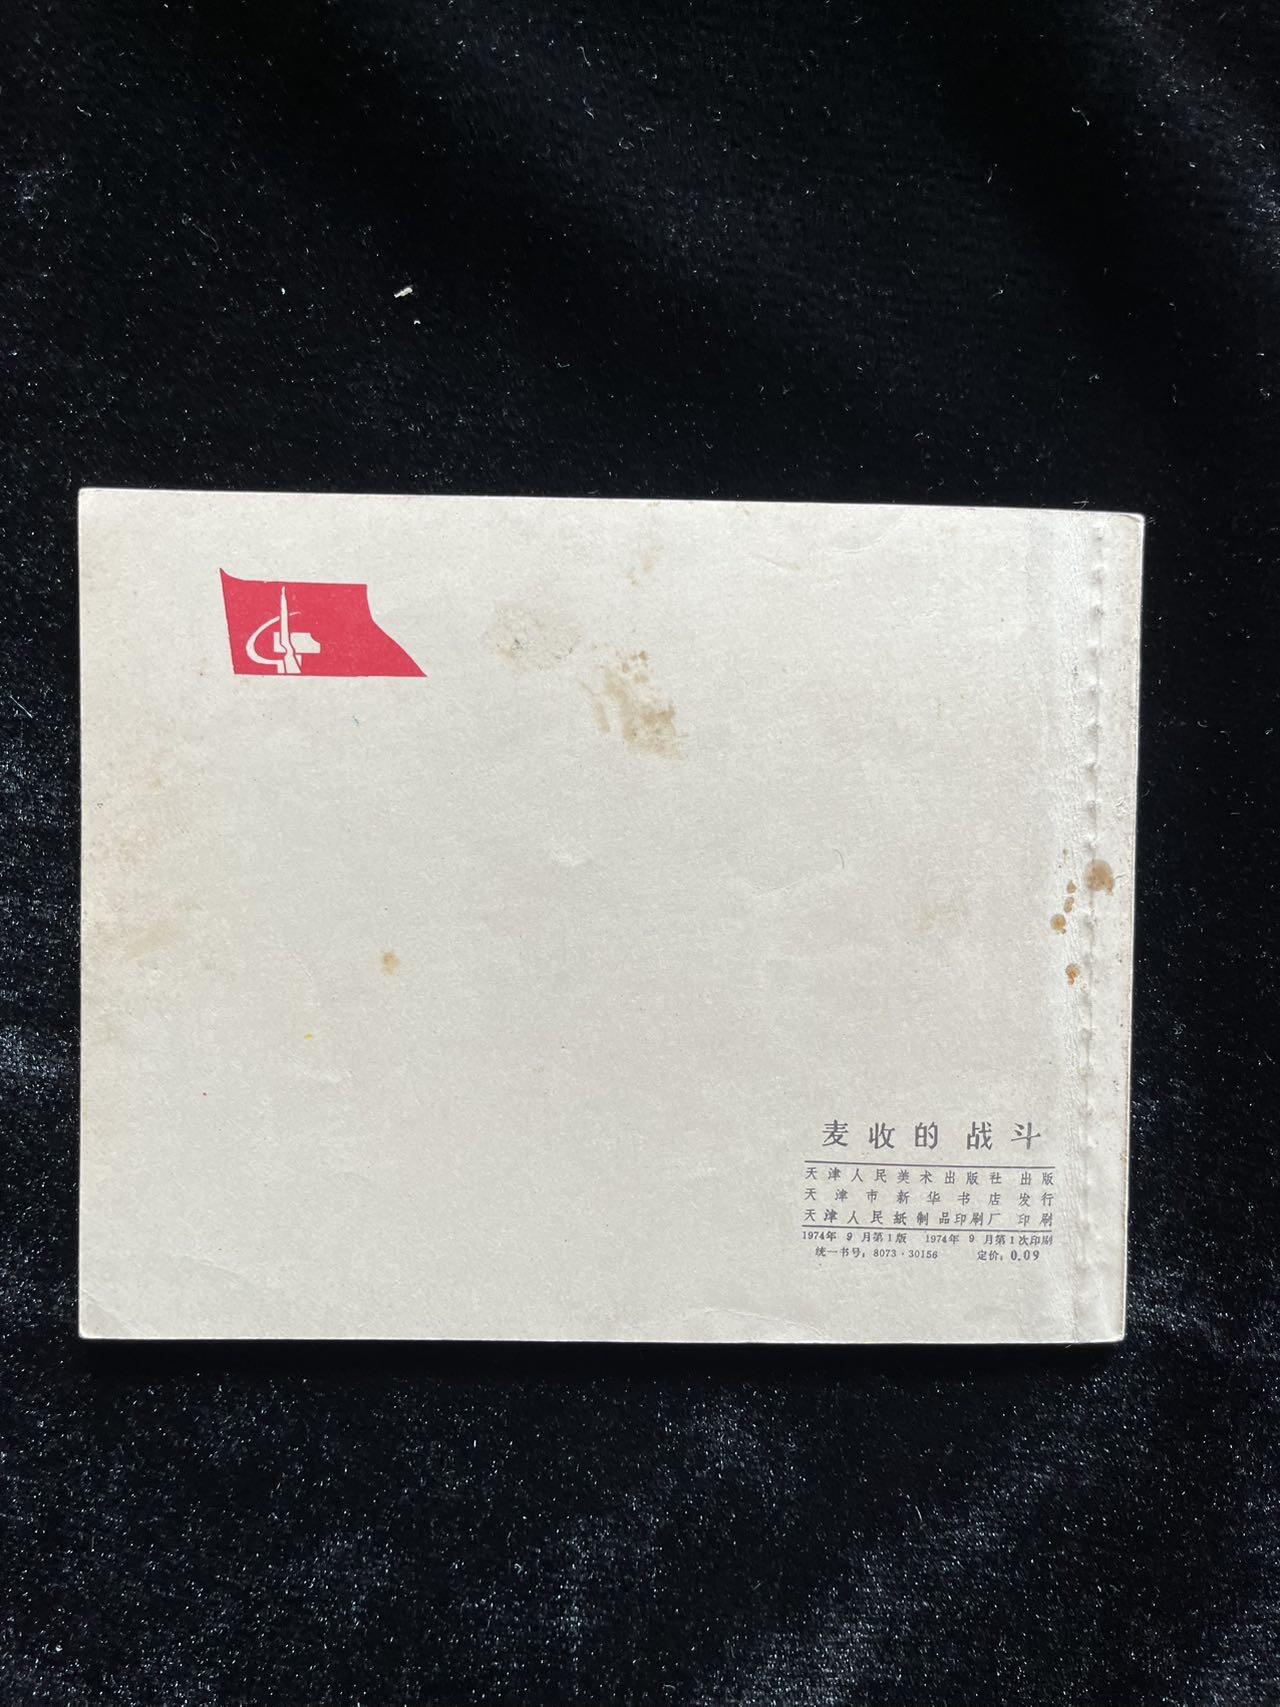 麦收的战斗
天津人民美术出版社 出版
天津市新华书店 发行
天津人民紙制品印刷厂 印刷
1974年 9 月第1版 1974年 9 月第1次印刷
统一书号：8073·30156 定价：0.09